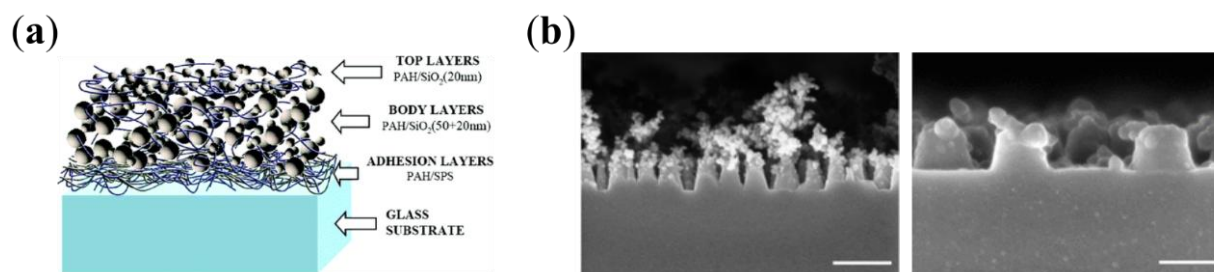 (a)
TOP LAYERS
PAH/SiO₂(20nm)
BODY LAYERS
PAH/SiO₂(50+20nm)
ADHESION LAYERS
PAH/SPS
GLASS
SUBSTRATE
(b)